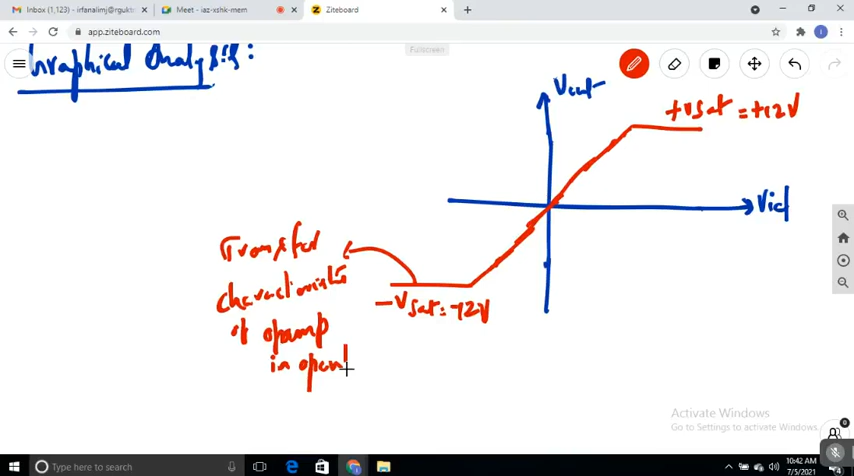 Inbox (1,123) - irfanalimj@rgukt
Meet - iaz-xshk-mem
Ziteboard
app.ziteboard.com
Fullscreen
Graphical Analysis:
Vout
+Vsat = +12V
Vid
Transfer
characteristics
of opamp
in open
-Vsat = -12V
Activate Windows
Go to Settings to activate Windows.
0
Type here to search
10:42 AM
7/5/2021